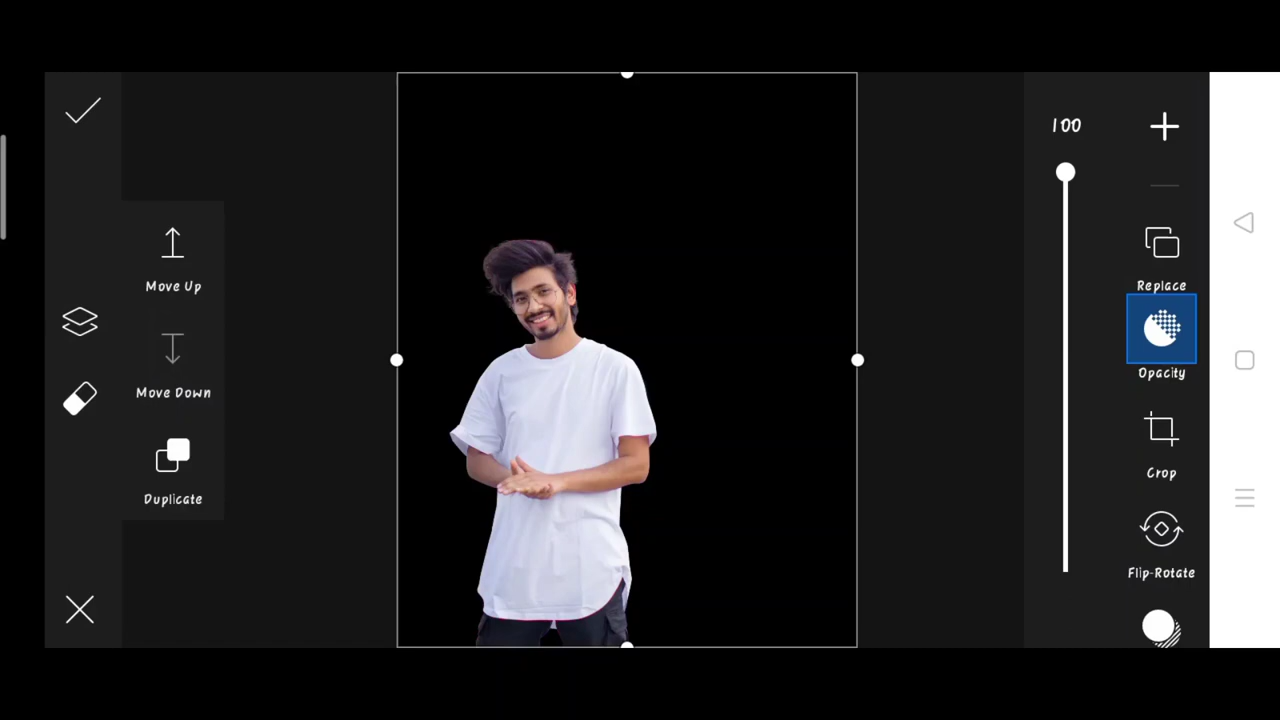 Move Up
Move Down
Duplicate
100
Replace
Opacity
Crop
Flip-Rotate